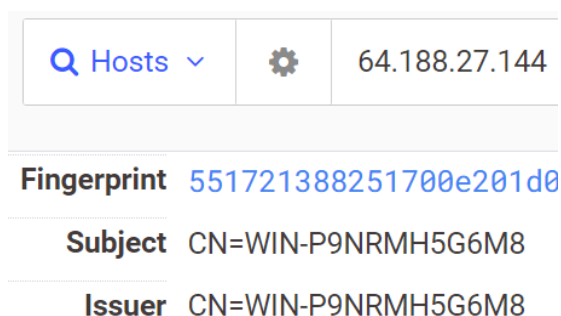 Hosts 64.188.27.144
Fingerprint 551721388251700e201d0
Subject CN=WIN-P9NRMH5G6M8
Issuer CN=WIN-P9NRMH5G6M8